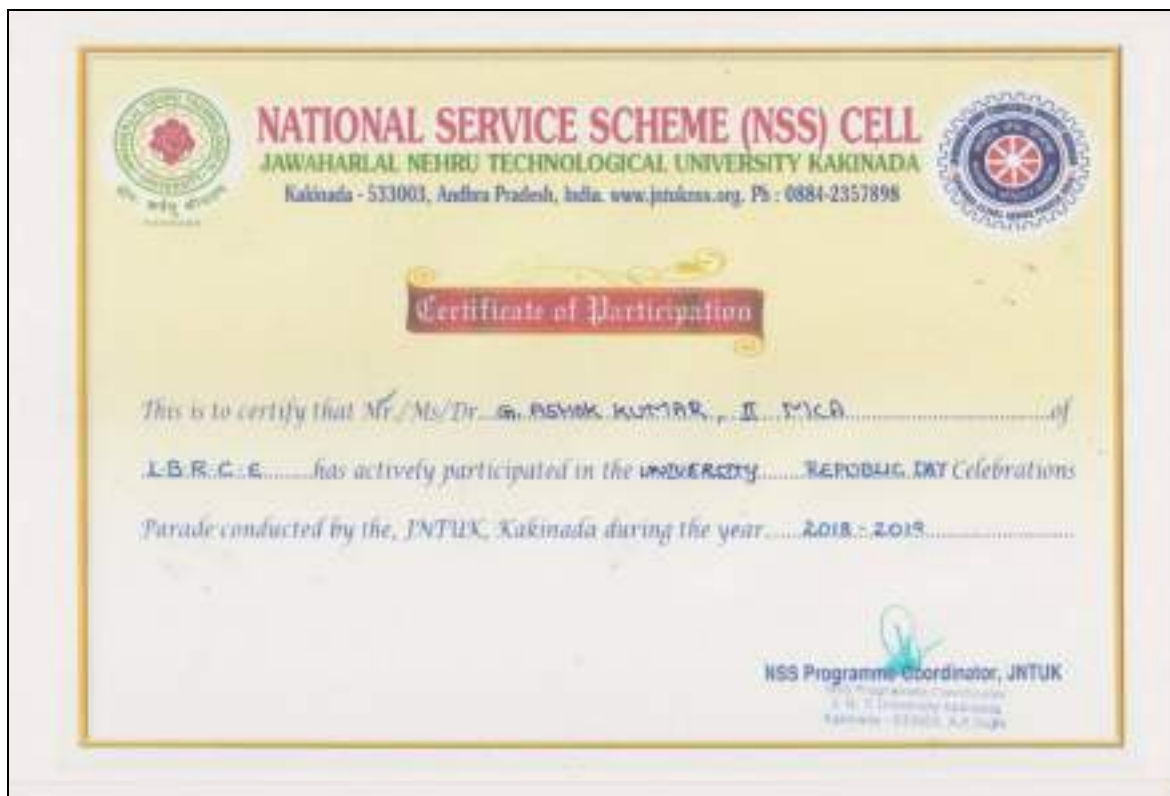 NATIONAL SERVICE SCHEME (NSS) CELL
JAWAHARLAL NEHRU TECHNOLOGICAL UNIVERSITY KAKINADA
Kakinada - 533003, Andhra Pradesh, India. www.jntuknss.org, Ph : 0884-2357898
Certificate of Participation
This is to certify that Mr./Ms/Dr. G. ASHOK KUMAR, II MCA of
L.B.R.C.E has actively participated in the UNIVERSITY REPUBLIC DAY Celebrations
Parade conducted by the, JNTUK, Kakinada during the year 2018-2019
NSS Programme Coordinator, JNTUK
NSS Programme Coordinator